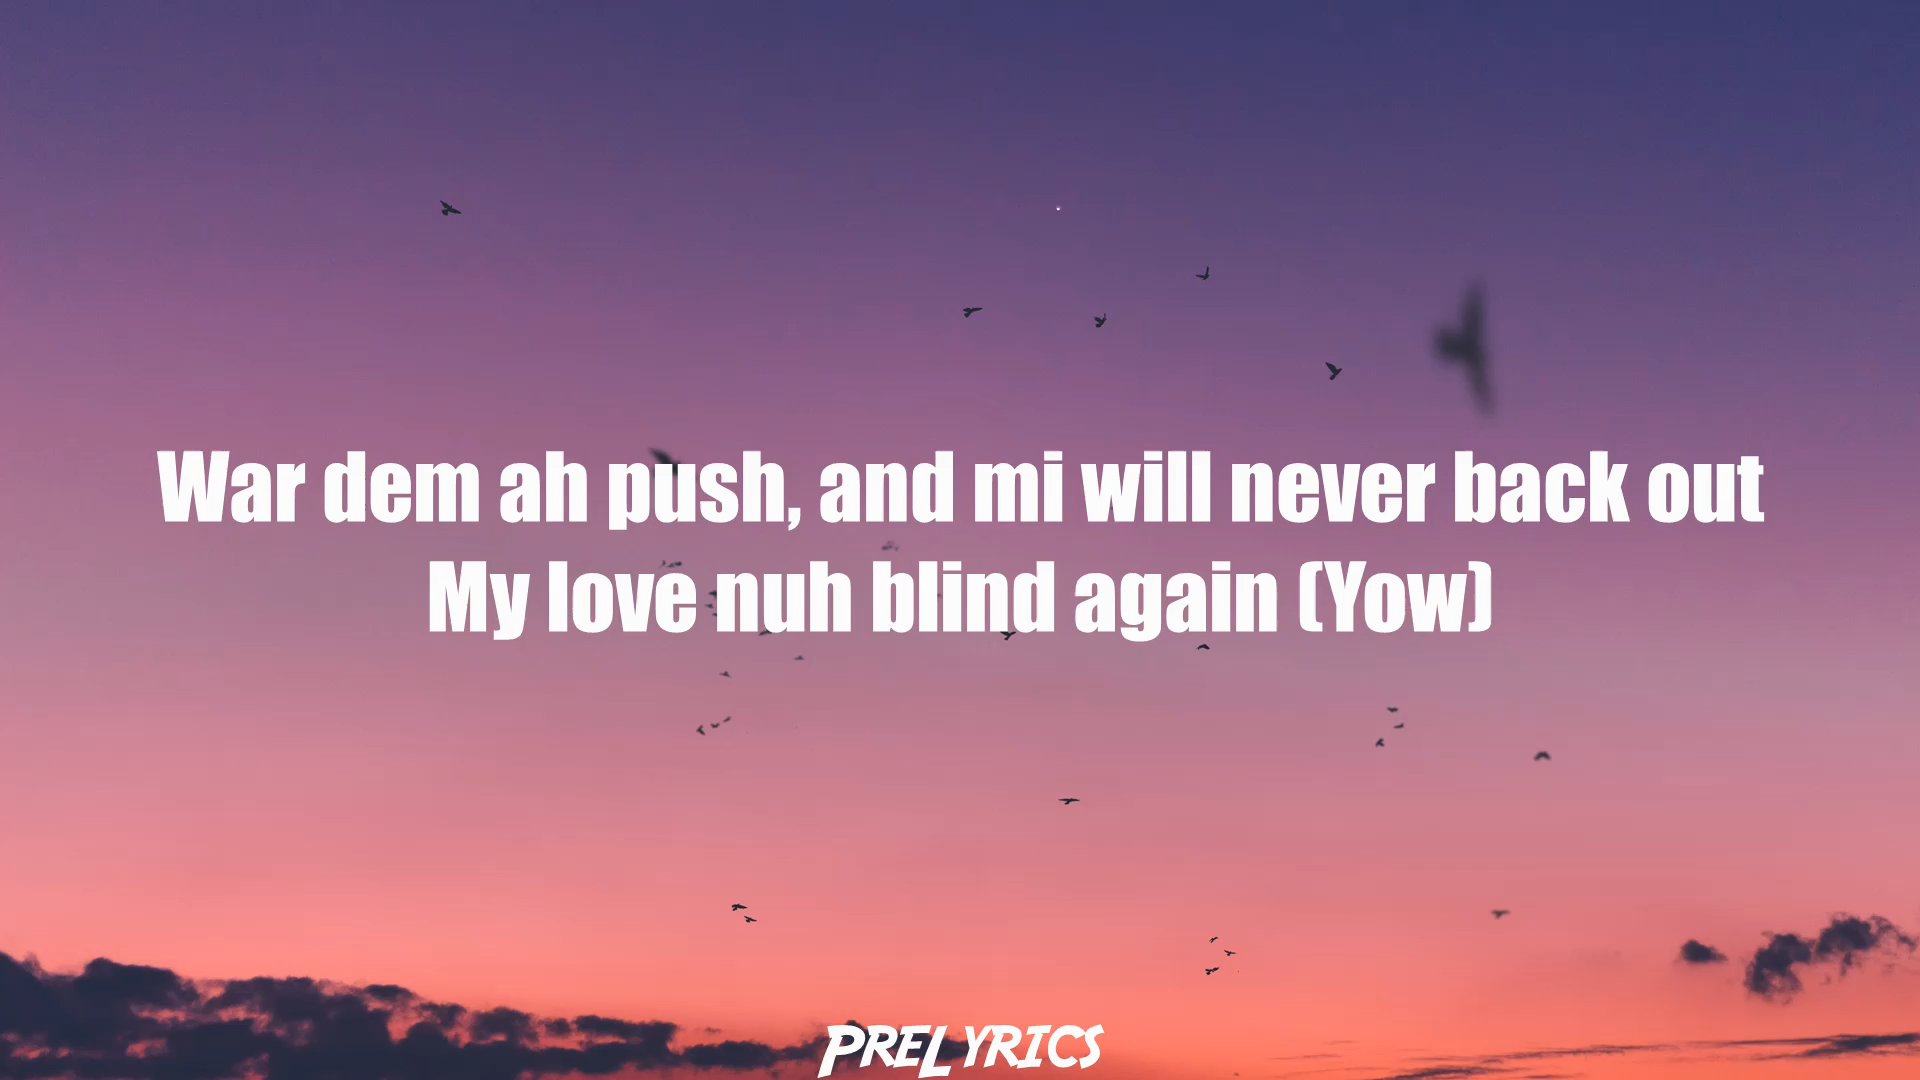 War dem ah push, and mi will never back out
My love nuh blind again (Yow)
PRELYRICS